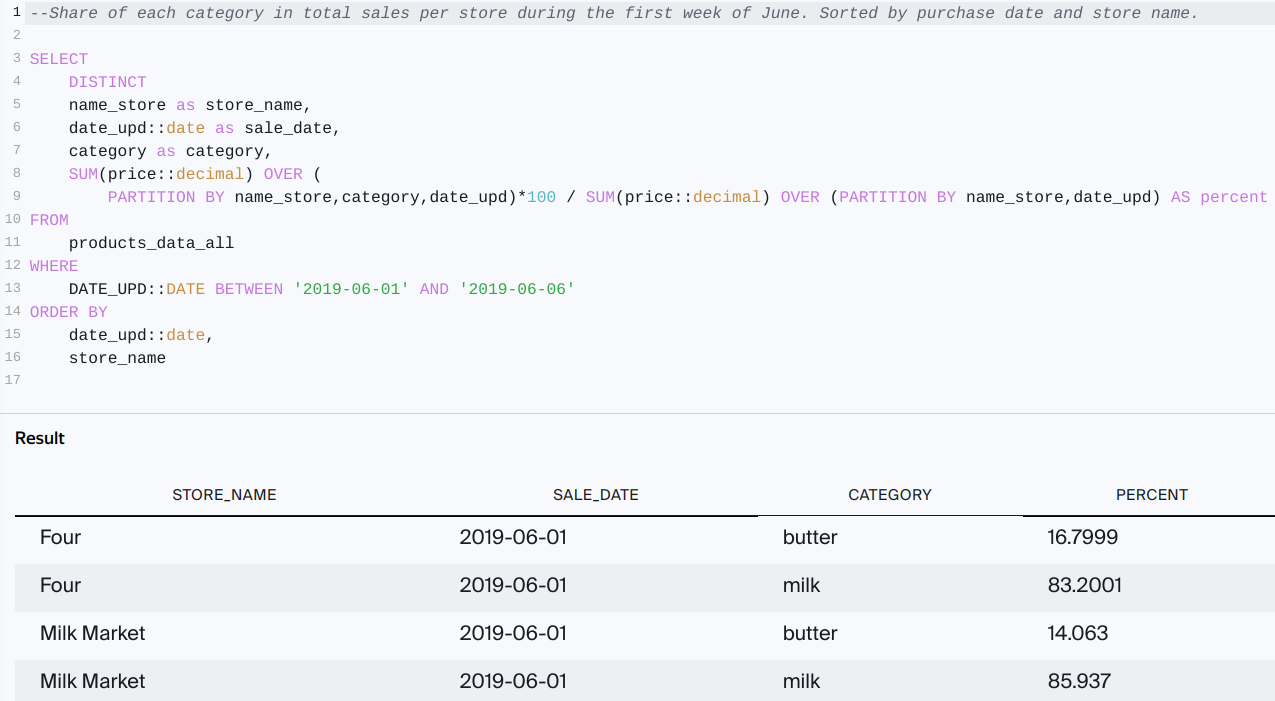 1 --Share of each category in total sales per store during the first week of June. Sorted by purchase date and store name.
2
3 SELECT
4     DISTINCT
5     name_store as store_name,
6     date_upd::date as sale_date,
7     category as category,
8     SUM(price::decimal) OVER (
9         PARTITION BY name_store,category,date_upd)*100 / SUM(price::decimal) OVER (PARTITION BY name_store,date_upd) AS percent
10 FROM
11     products_data_all
12 WHERE
13     DATE_UPD::DATE BETWEEN '2019-06-01' AND '2019-06-06'
14 ORDER BY
15     date_upd::date,
16     store_name
17
Result
STORE_NAME SALE_DATE CATEGORY PERCENT
Four 2019-06-01 butter 16.7999
Four 2019-06-01 milk 83.2001
Milk Market 2019-06-01 butter 14.063
Milk Market 2019-06-01 milk 85.937